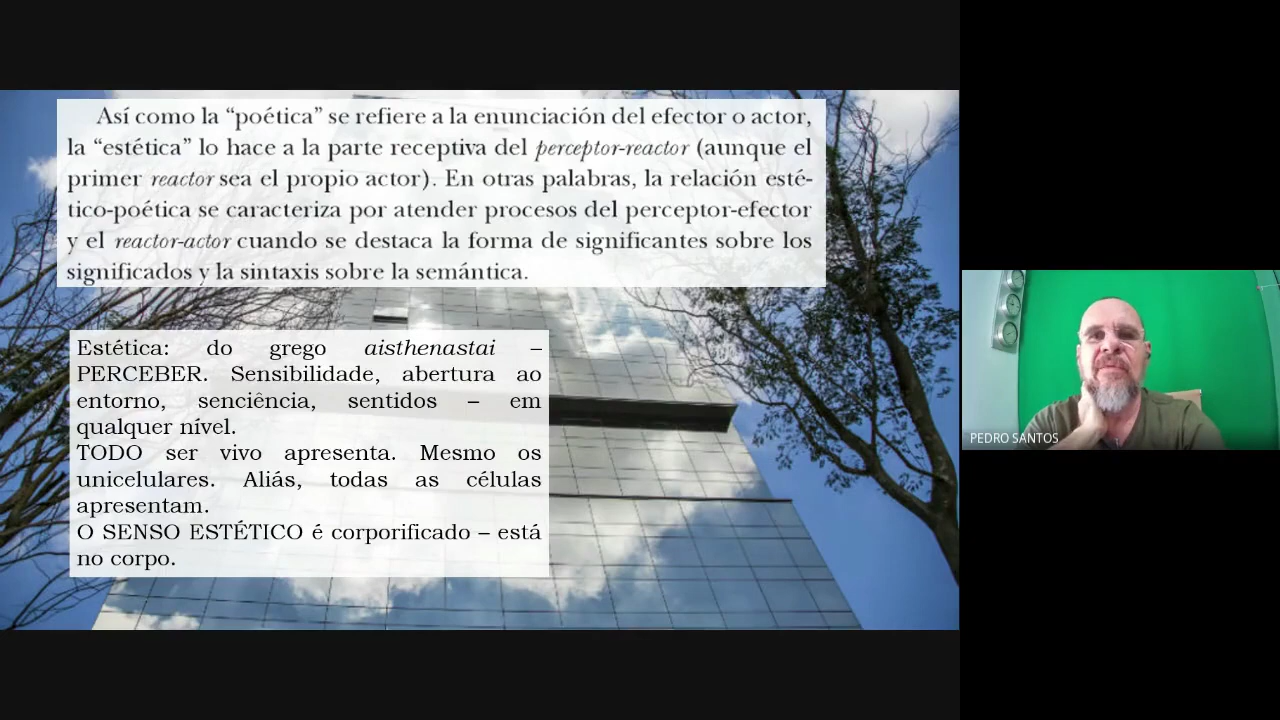 Así como la “poética” se refiere a la enunciación del efector o actor,
la “estética” lo hace a la parte receptiva del perceptor-reactor (aunque el
primer reactor sea el propio actor). En otras palabras, la relación esté-
tico-poética se caracteriza por atender procesos del perceptor-efector
y el reactor-actor cuando se destaca la forma de significantes sobre los
significados y la sintaxis sobre la semántica.
Estética: do grego aisthenastai –
PERCEBER. Sensibilidade, abertura ao
entorno, senciência, sentidos – em
qualquer nível.
TODO ser vivo apresenta. Mesmo os
unicelulares. Aliás, todas as células
apresentam.
O SENSO ESTÉTICO é corporificado – está
no corpo.
PEDRO SANTOS